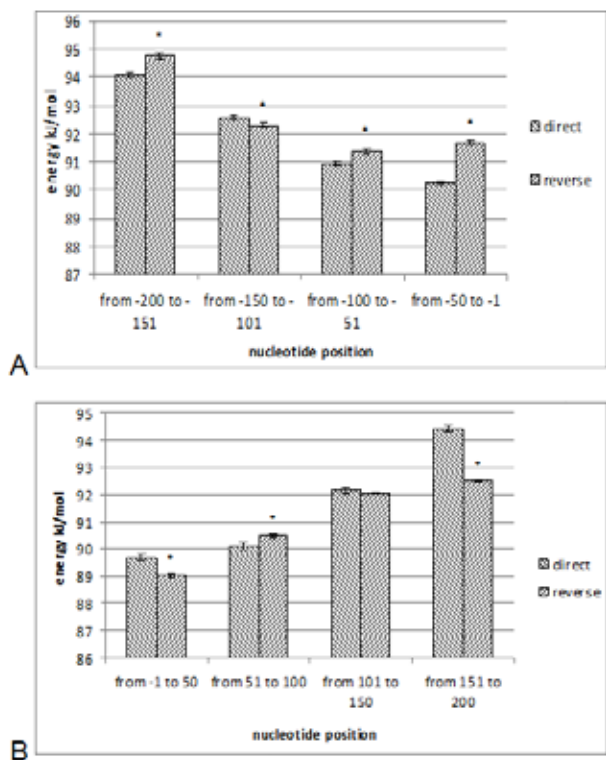 96
95
94
93
92
91
90
89
88
87
energy kJ/mol
*
*
*
*
from -200 to -
151
from -150 to -
101
from -100 to -
51
from -50 to -1
nucleotide position
direct
reverse
A
95
94
93
92
91
90
89
88
87
86
energy kJ/mol
*
*
*
from -1 to 50
from 51 to 100
from 101 to
150
from 151 to
200
nucleotide position
direct
reverse
B